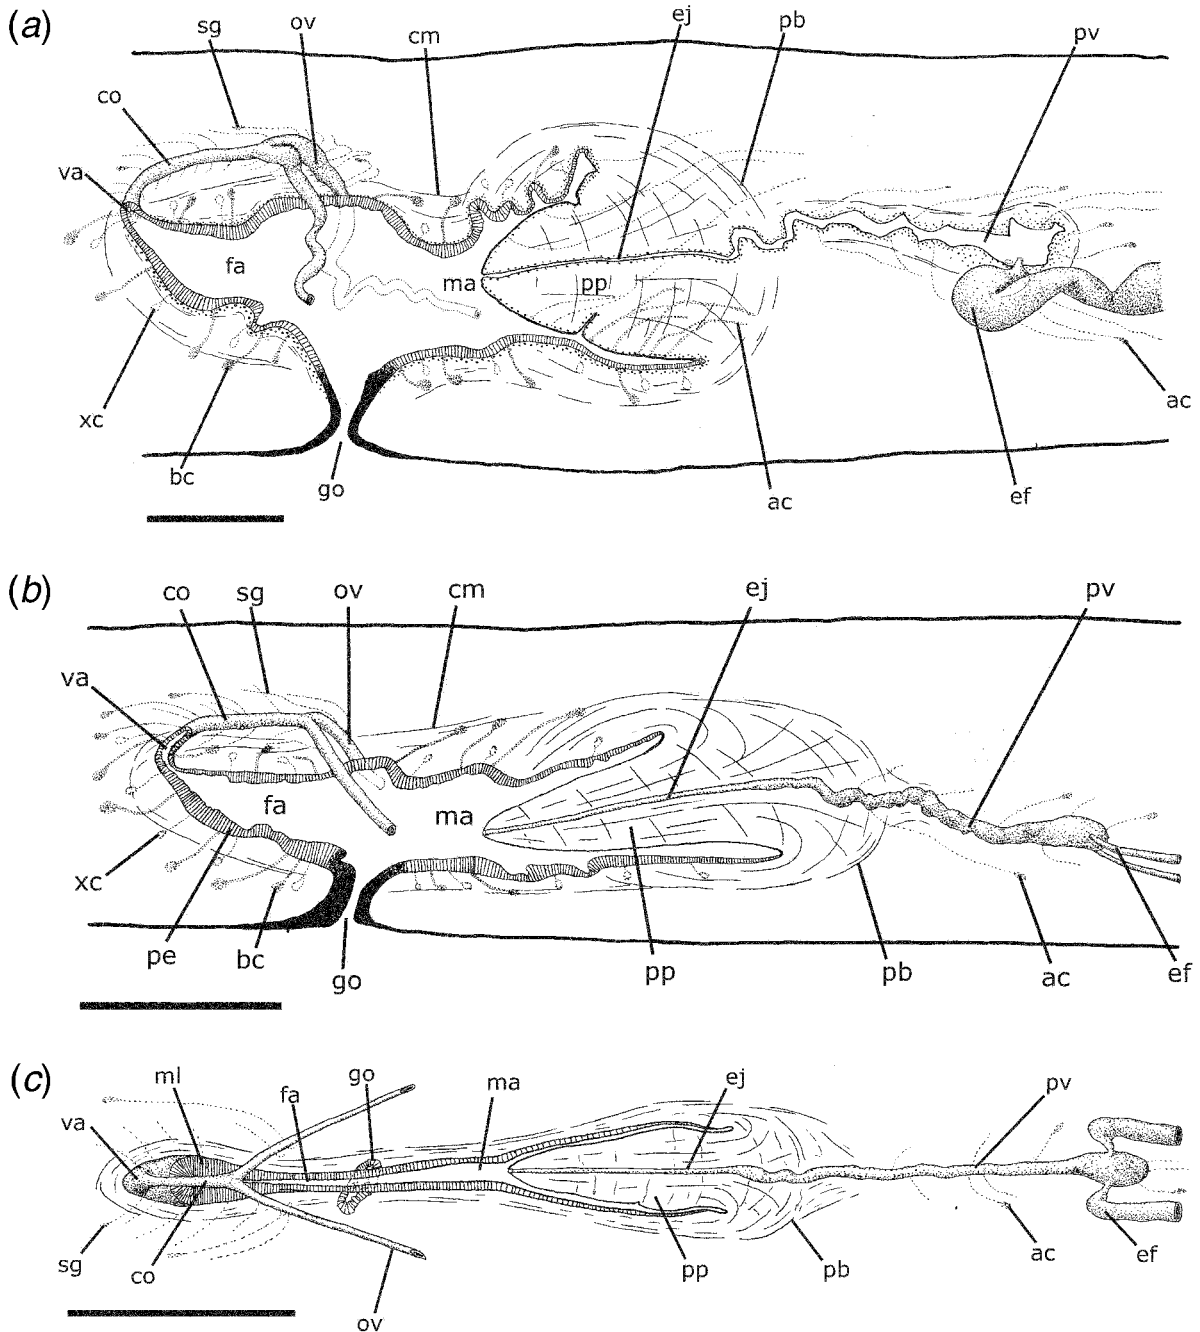 (a)
sg ov cm ej pb pv
co
va
fa ma pp
xc bc go ac ef ac
(b)
co sg ov cm ej pv
va
fa ma
xc pe bc go pp pb ac ef
(c)
va ml fa go ma ej pv
sg co ov pp pb ac ef